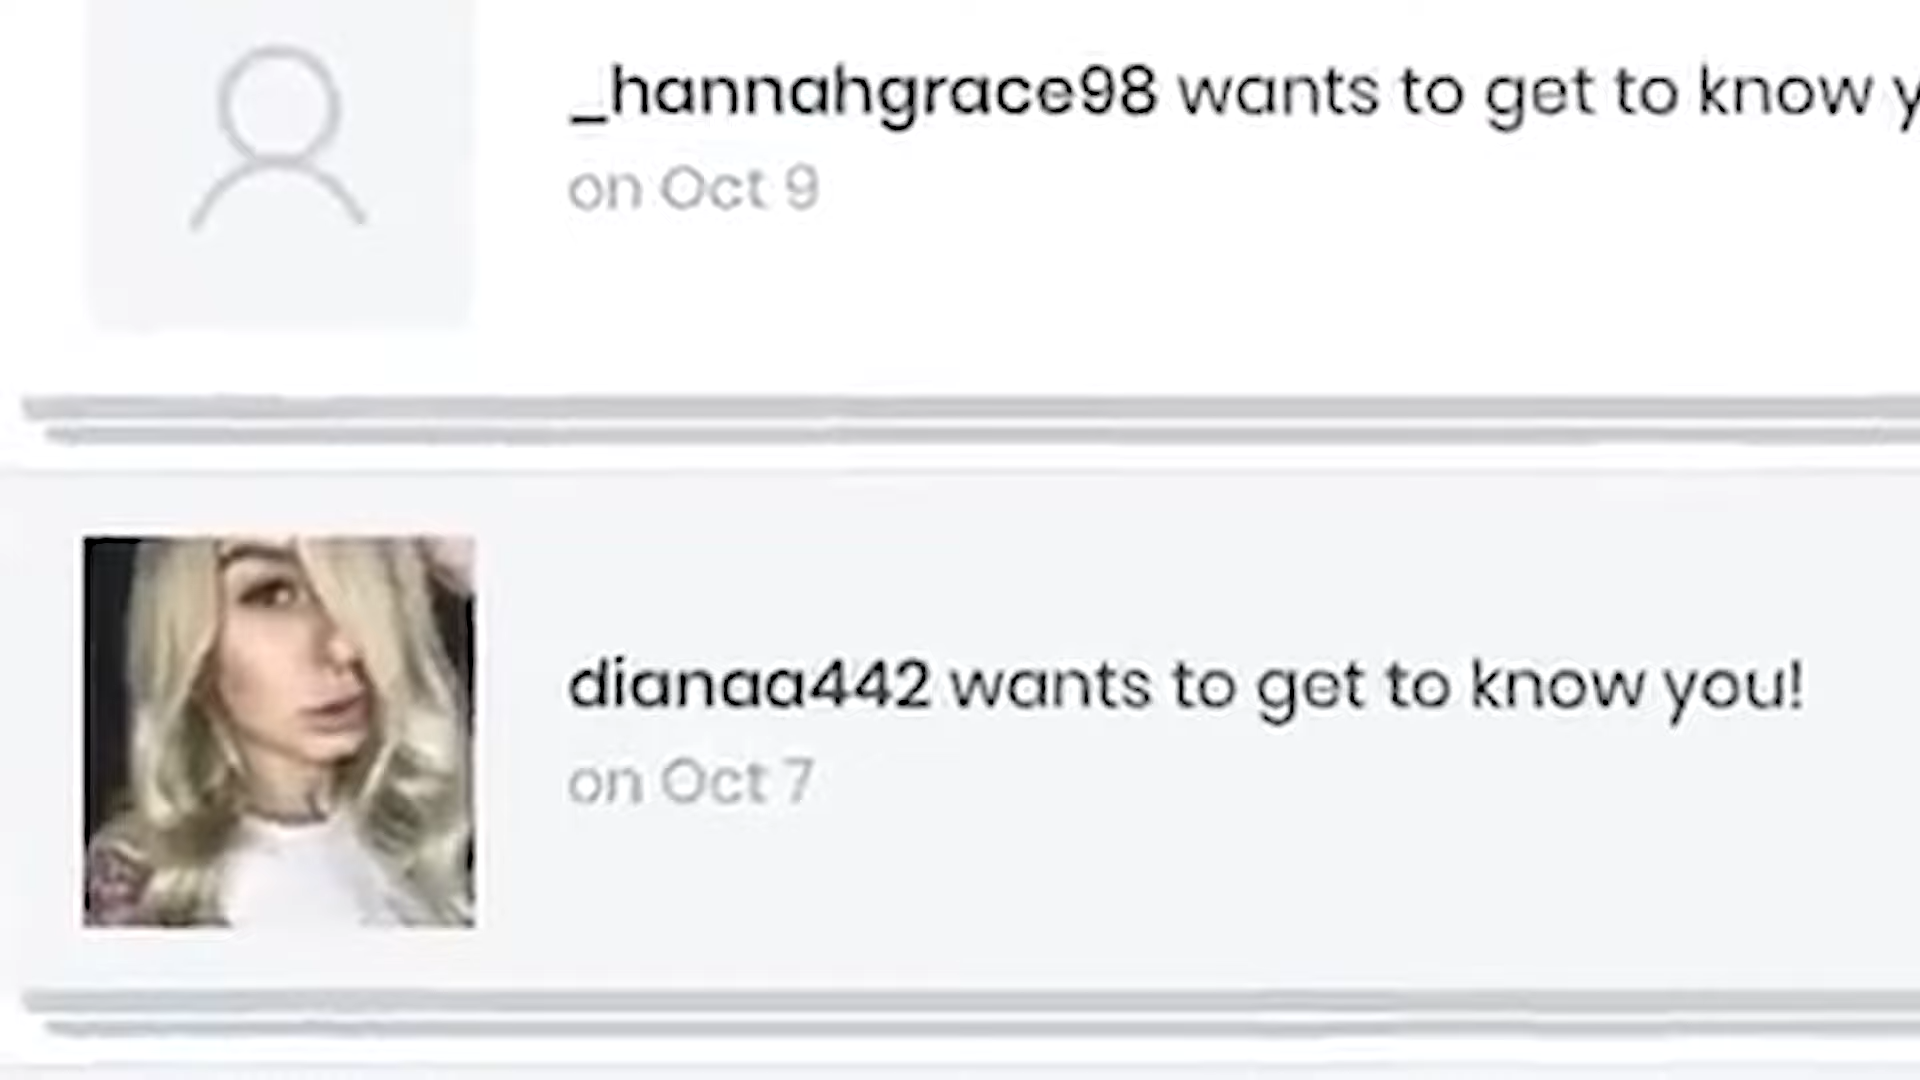 _hannahgrace98 wants to get to know y
on Oct 9
dianaa442 wants to get to know you!
on Oct 7